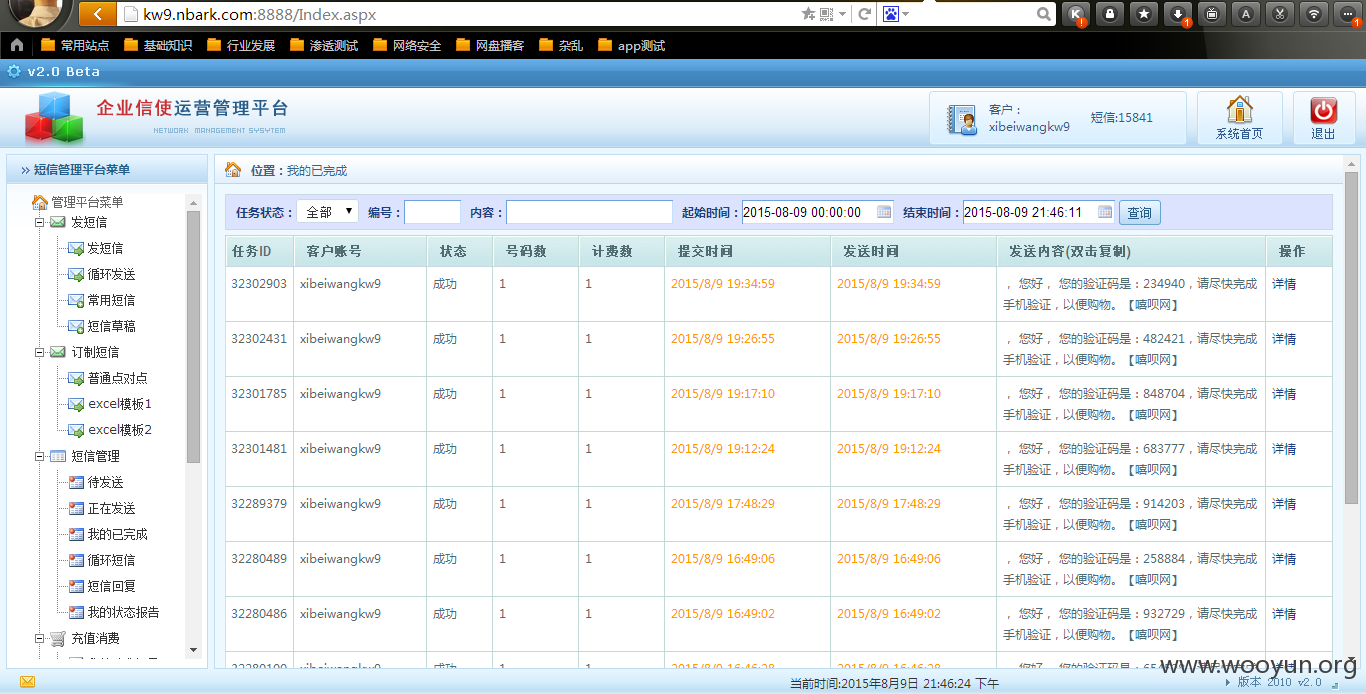 kw9.nbark.com:8888/Index.aspx
常用站点 基础知识 行业发展 渗透测试 网络安全 网盘播客 杂乱 app测试
v2.0 Beta
企业信使运营管理平台
NETWORK MANAGEMENT SYSYTEM
客户：
xibeiwangkw9
短信:15841
系统首页
退出
» 短信管理平台菜单
管理平台菜单
发短信
发短信
循环发送
常用短信
短信草稿
订制短信
普通点对点
excel模板1
excel模板2
短信管理
待发送
正在发送
我的已完成
循环短信
短信回复
我的状态报告
充值消费
位置：我的已完成
任务状态： 全部 编号： 内容： 起始时间： 2015-08-09 00:00:00 结束时间： 2015-08-09 21:46:11 查询
任务ID 客户账号 状态 号码数 计费数 提交时间 发送时间 发送内容(双击复制) 操作
32302903 xibeiwangkw9 成功 1 1 2015/8/9 19:34:59 2015/8/9 19:34:59 ，您好， 您的验证码是：234940，请尽快完成 详情
手机验证，以便购物。【嘻呗网】
32302431 xibeiwangkw9 成功 1 1 2015/8/9 19:26:55 2015/8/9 19:26:55 ，您好， 您的验证码是：482421，请尽快完成 详情
手机验证，以便购物。【嘻呗网】
32301785 xibeiwangkw9 成功 1 1 2015/8/9 19:17:10 2015/8/9 19:17:10 ，您好， 您的验证码是：848704，请尽快完成 详情
手机验证，以便购物。【嘻呗网】
32301481 xibeiwangkw9 成功 1 1 2015/8/9 19:12:24 2015/8/9 19:12:24 ，您好， 您的验证码是：683777，请尽快完成 详情
手机验证，以便购物。【嘻呗网】
32289379 xibeiwangkw9 成功 1 1 2015/8/9 17:48:29 2015/8/9 17:48:29 ，您好， 您的验证码是：914203，请尽快完成 详情
手机验证，以便购物。【嘻呗网】
32280489 xibeiwangkw9 成功 1 1 2015/8/9 16:49:06 2015/8/9 16:49:06 ，您好， 您的验证码是：258884，请尽快完成 详情
手机验证，以便购物。【嘻呗网】
32280486 xibeiwangkw9 成功 1 1 2015/8/9 16:49:02 2015/8/9 16:49:02 ，您好， 您的验证码是：932729，请尽快完成 详情
手机验证，以便购物。【嘻呗网】
www.wooyun.org
当前时间:2015年8月9日 21:46:24 下午
版本 2010 v2.0